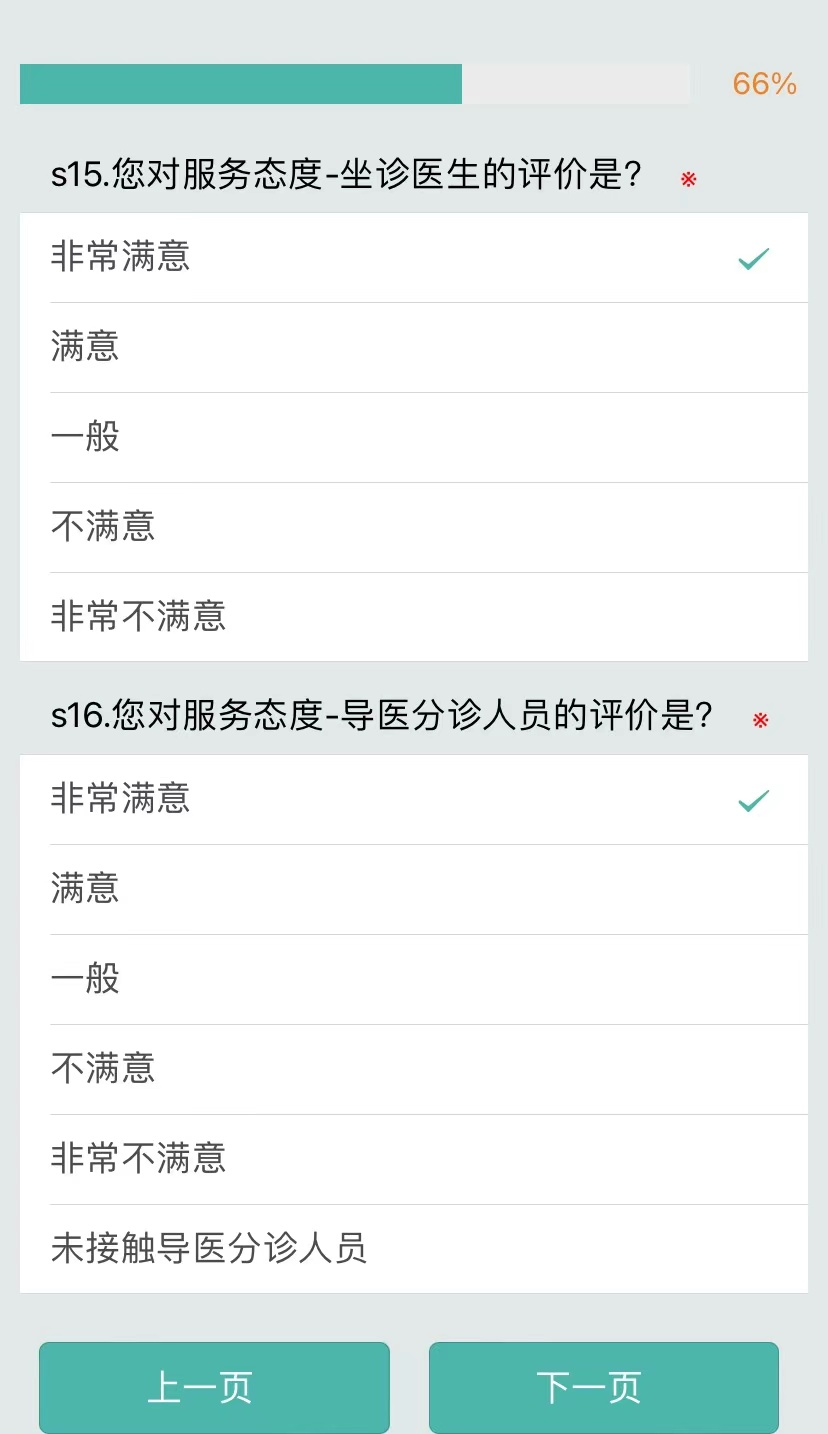 66%
s15.您对服务态度-坐诊医生的评价是? ※
非常满意
满意
一般
不满意
非常不满意
s16.您对服务态度-导医分诊人员的评价是? ※
非常满意
满意
一般
不满意
非常不满意
未接触导医分诊人员
上一页 下一页